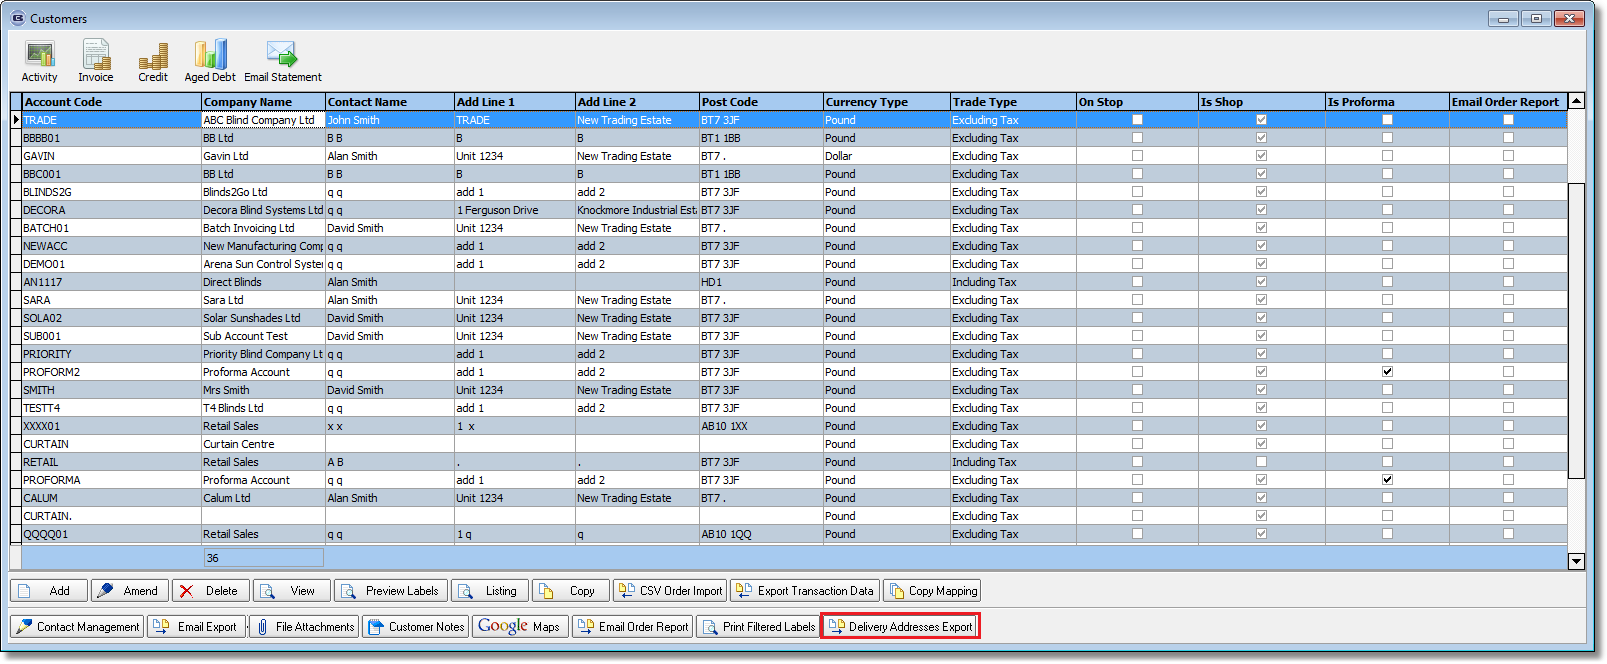 Customers
Activity Invoice Credit Aged Debt Email Statement
Account Code Company Name Contact Name Add Line 1 Add Line 2 Post Code Currency Type Trade Type On Stop Is Shop Is Proforma Email Order Report
TRADE ABC Blind Company Ltd John Smith TRADE New Trading Estate BT7 3JF Pound Excluding Tax
BBBB01 BB Ltd B B B B BT1 1BB Pound Excluding Tax
GAVIN Gavin Ltd Alan Smith Unit 1234 New Trading Estate BT7 . Dollar Excluding Tax
BBC001 BB Ltd B B B B BT1 1BB Pound Excluding Tax
BLINDS2G Blinds2Go Ltd q q add 1 add 2 BT7 3JF Pound Excluding Tax
DECORA Decora Blind Systems Ltd q q 1 Ferguson Drive Knockmore Industrial Est BT7 3JF Pound Excluding Tax
BATCH01 Batch Invoicing Ltd David Smith Unit 1234 New Trading Estate BT7 . Pound Excluding Tax
NEWACC New Manufacturing Comp q q add 1 add 2 BT7 3JF Pound Excluding Tax
DEMO01 Arena Sun Control System q q add 1 add 2 BT7 3JF Pound Excluding Tax
AN1117 Direct Blinds Alan Smith HD1 Pound Including Tax
SARA Sara Ltd Alan Smith Unit 1234 New Trading Estate BT7 . Pound Excluding Tax
SOLA02 Solar Sunshades Ltd David Smith Unit 1234 New Trading Estate BT7 3JF Pound Excluding Tax
SUB001 Sub Account Test David Smith Unit 1234 New Trading Estate BT7 3JF Pound Excluding Tax
PRIORITY Priority Blind Company Lt q q add 1 add 2 BT7 3JF Pound Excluding Tax
PROFORM2 Proforma Account q q add 1 add 2 BT7 3JF Pound Excluding Tax
SMITH Mrs Smith David Smith Unit 1234 New Trading Estate BT7 3JF Pound Excluding Tax
TESTT4 T4 Blinds Ltd q q add 1 add 2 BT7 3JF Pound Excluding Tax
XXXX01 Retail Sales x x 1 x AB10 1XX Pound Excluding Tax
CURTAIN Curtain Centre Pound Excluding Tax
RETAIL Retail Sales A B . . BT7 3JF Pound Including Tax
PROFORMA Proforma Account q q add 1 add 2 BT7 3JF Pound Excluding Tax
CALUM Calum Ltd Alan Smith Unit 1234 New Trading Estate BT7 . Pound Excluding Tax
CURTAIN. Pound Excluding Tax
QQQQ01 Retail Sales q q 1 q q AB10 1QQ Pound Excluding Tax
36
Add Amend Delete View Preview Labels Listing Copy CSV Order Import Export Transaction Data Copy Mapping
Contact Management Email Export File Attachments Customer Notes Google Maps Email Order Report Print Filtered Labels Delivery Addresses Export